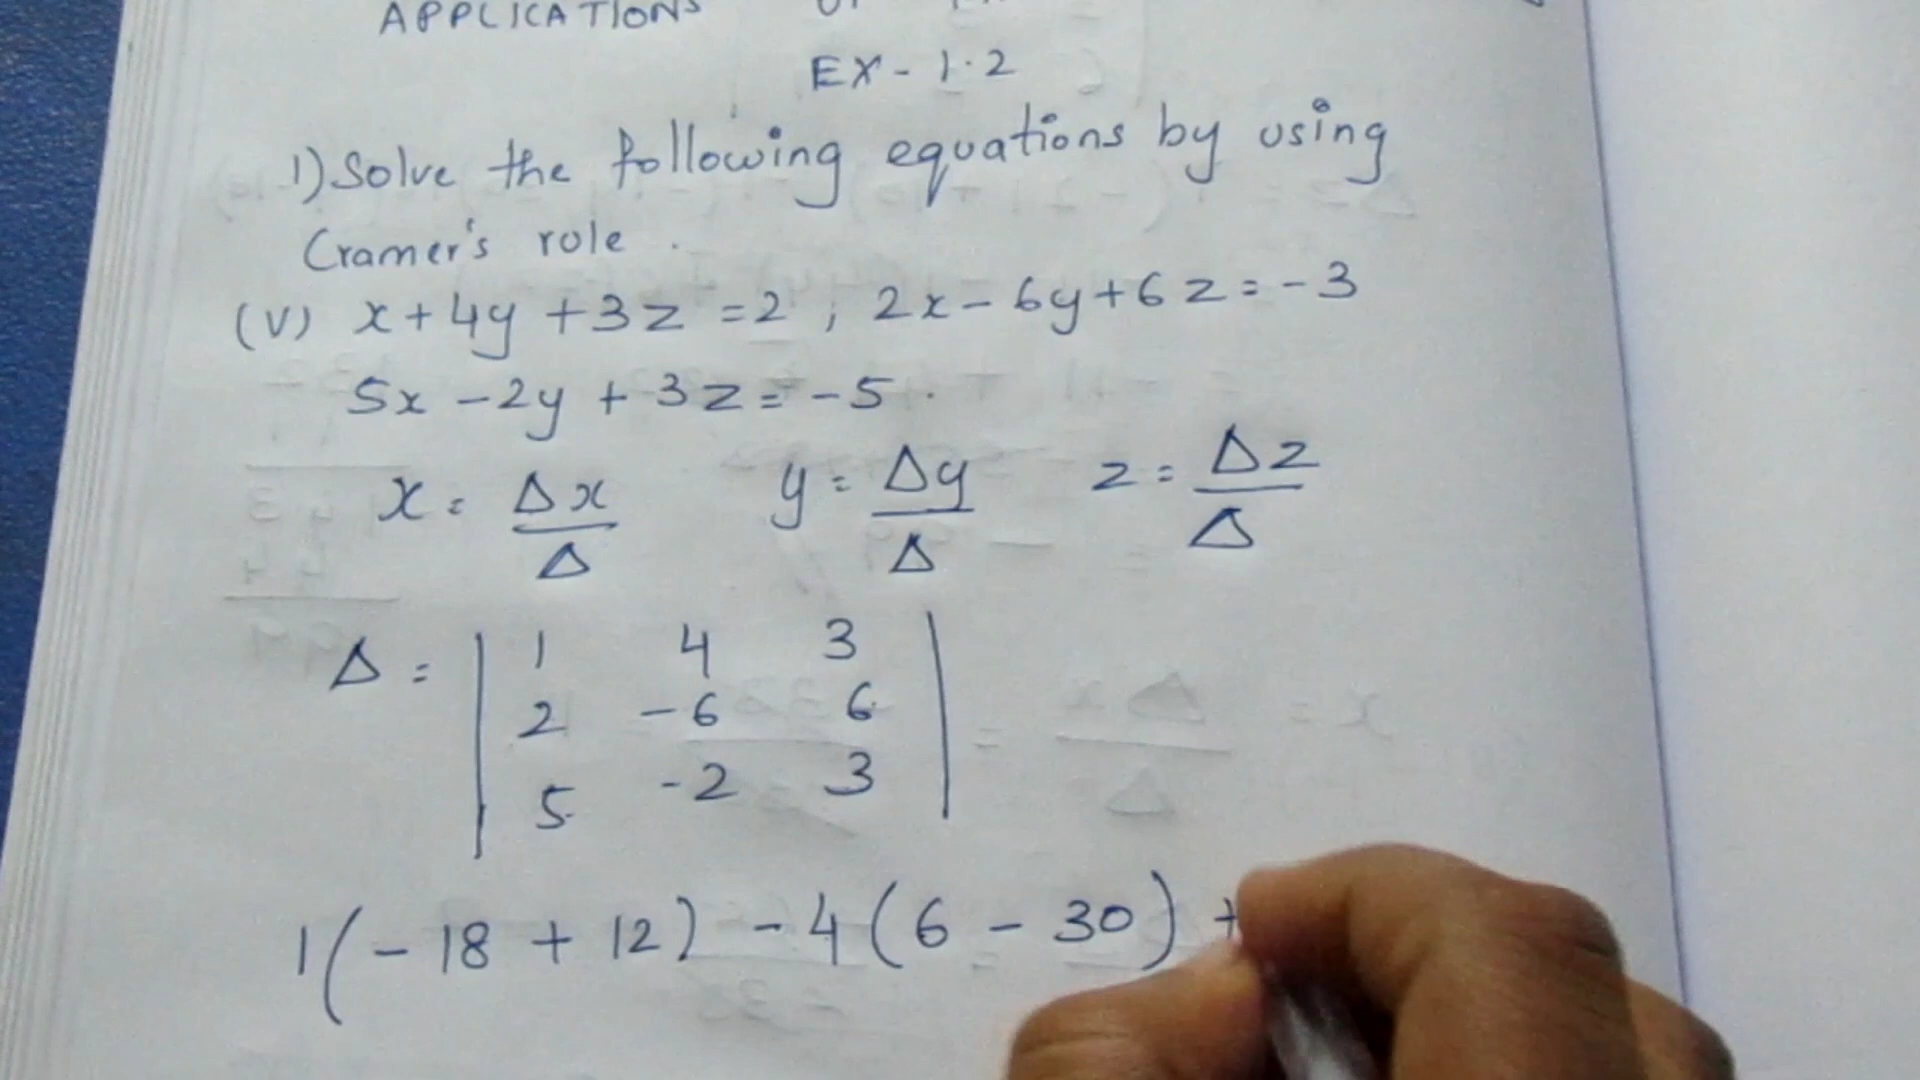 APPLICATIONS
EX - 1.2
1) Solve the following equations by using
Cramer's role .
(V) x + 4y + 3z = 2 , 2x - 6y + 6z = -3
5x - 2y + 3z = -5 .
x = Δx/Δ y = Δy/Δ z = Δz/Δ
Δ = | 1 4 3 |
2 -6 6
5 -2 3
1(-18 + 12) - 4(6 - 30) +